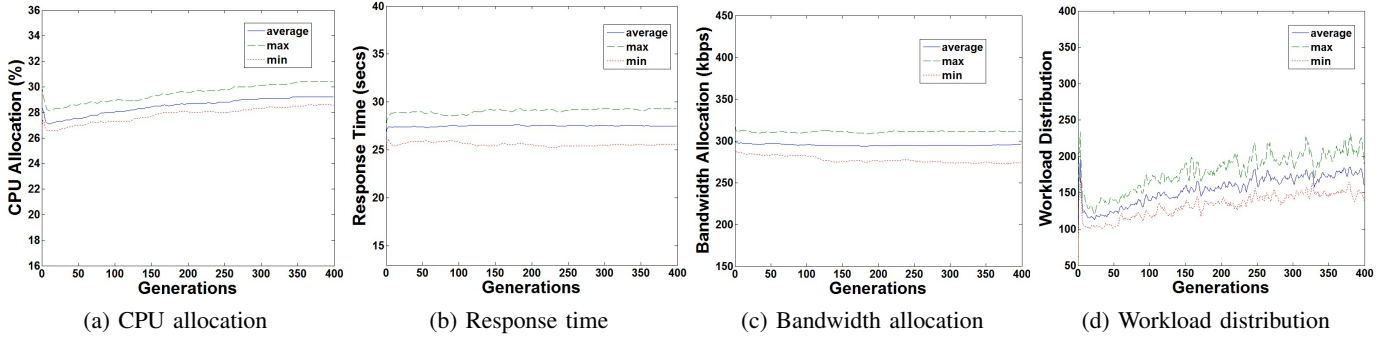 CPU Allocation (%)
36
34
32
30
28
26
24
22
20
18
16
0 50 100 150 200 250 300 350 400
Generations
average
max
min
(a) CPU allocation
Response Time (secs)
40
35
30
25
20
15
0 50 100 150 200 250 300 350 400
Generations
average
max
min
(b) Response time
Bandwidth Allocation (kbps)
450
400
350
300
250
200
150
0 50 100 150 200 250 300 350 400
Generations
average
max
min
(c) Bandwidth allocation
Workload Distribution
400
350
300
250
200
150
100
50
0 50 100 150 200 250 300 350 400
Generations
average
max
min
(d) Workload distribution